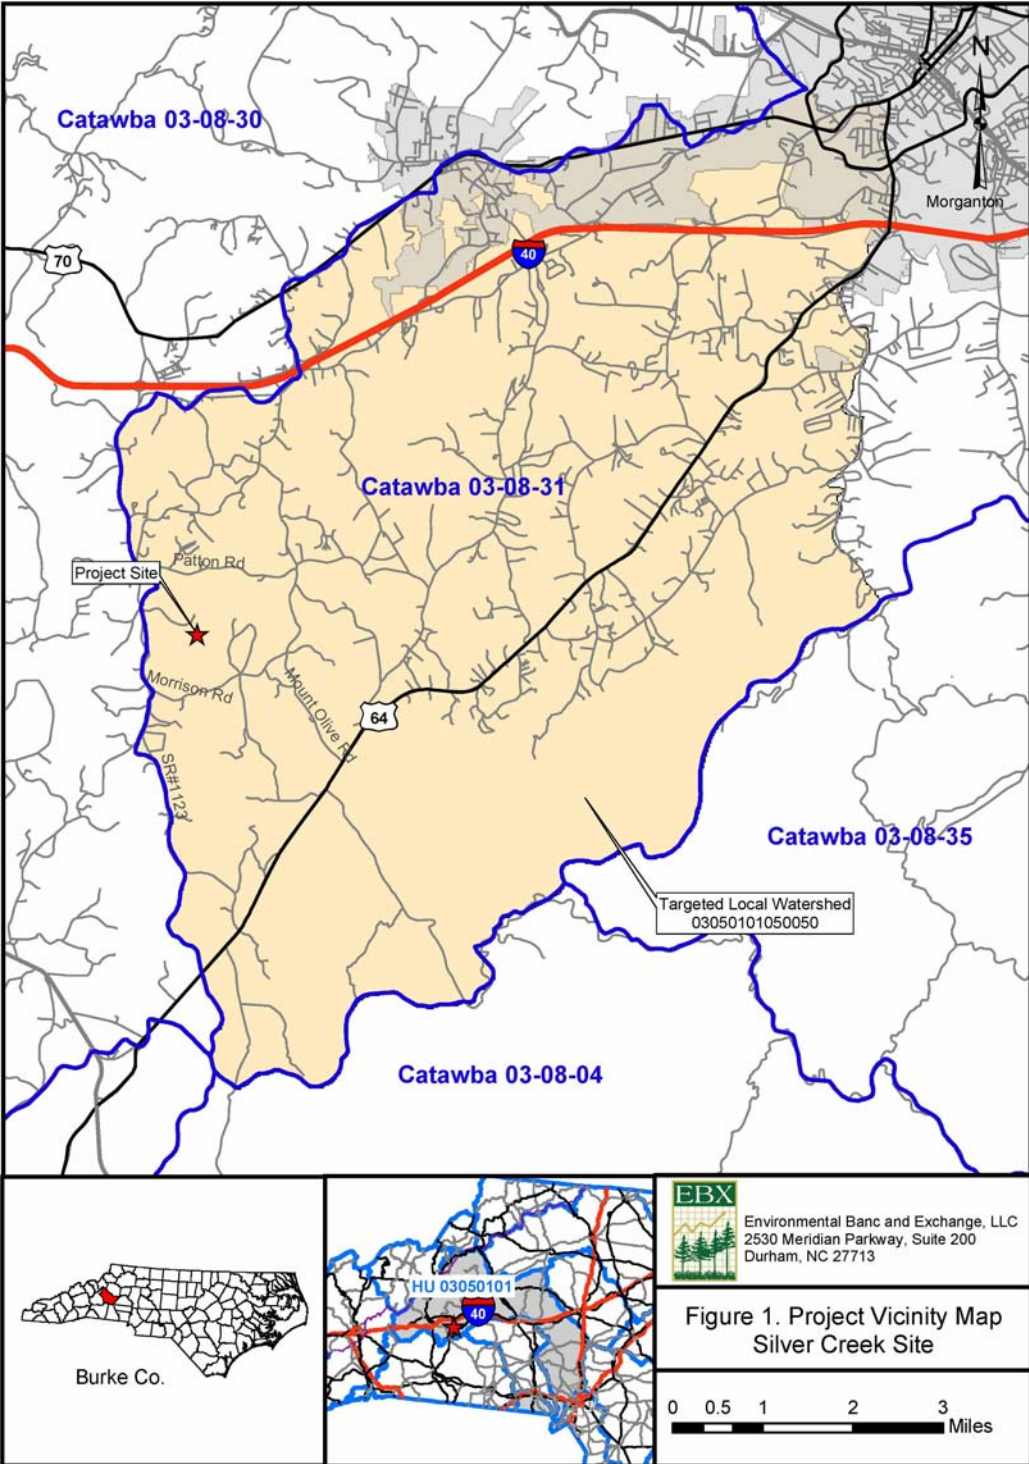 Catawba 03-08-30
N
Morganton
70
40
Catawba 03-08-31
Patton Rd
Project Site
Morrison Rd
Mount Olive Rd
64
SR#1123
Catawba 03-08-35
Targeted Local Watershed
03050101050050
Catawba 03-08-04
Burke Co.
HU 03050101
40
EBX
Environmental Banc and Exchange, LLC
2530 Meridian Parkway, Suite 200
Durham, NC 27713
Figure 1. Project Vicinity Map
Silver Creek Site
0 0.5 1 2 3
Miles